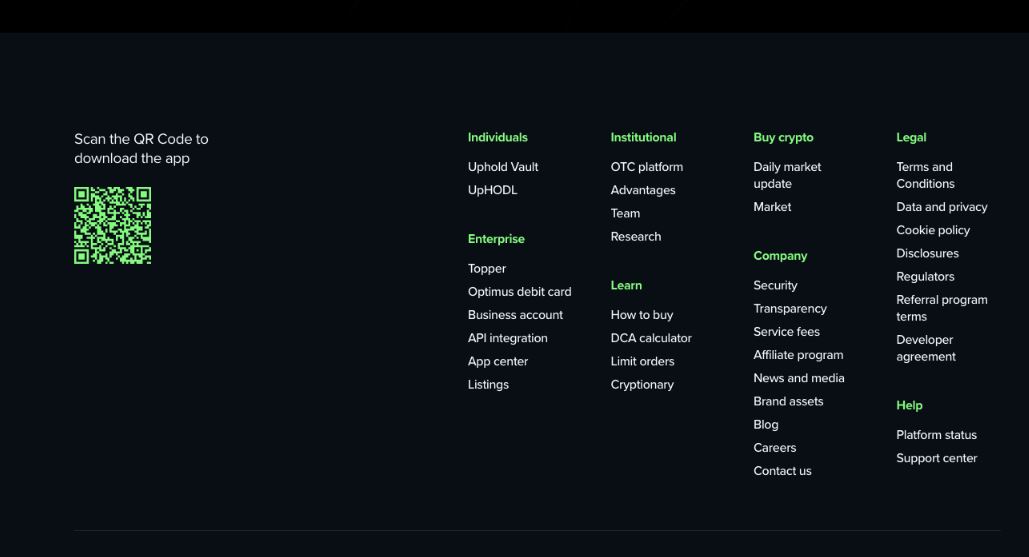 Scan the QR Code to
download the app
Individuals
Uphold Vault
UpHODL
Enterprise
Topper
Optimus debit card
Business account
API integration
App center
Listings
Institutional
OTC platform
Advantages
Team
Research
Learn
How to buy
DCA calculator
Limit orders
Cryptionary
Buy crypto
Daily market
update
Market
Company
Security
Transparency
Service fees
Affiliate program
News and media
Brand assets
Blog
Careers
Contact us
Legal
Terms and
Conditions
Data and privacy
Cookie policy
Disclosures
Regulators
Referral program
terms
Developer
agreement
Help
Platform status
Support center